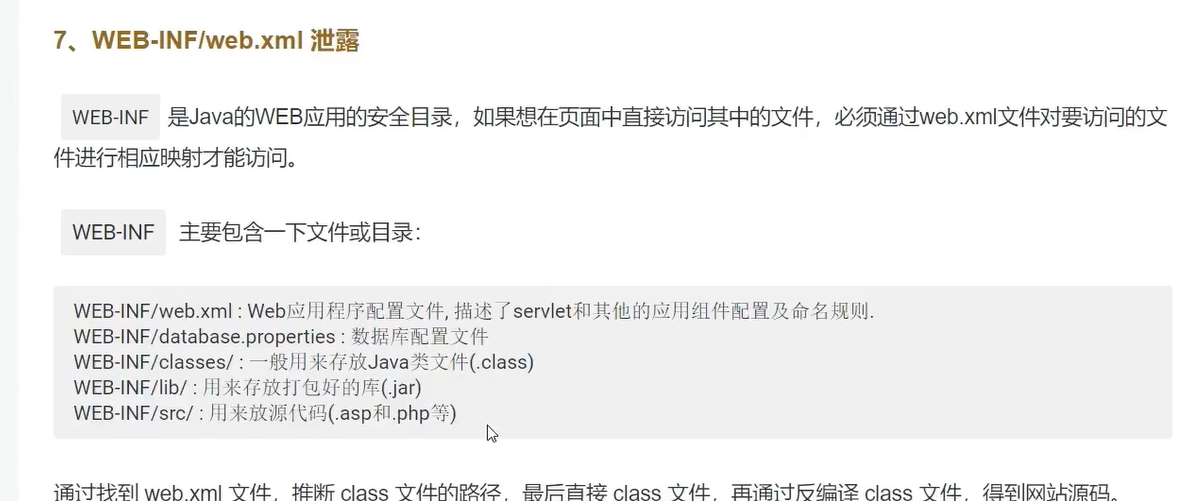 7、WEB-INF/web.xml 泄露
WEB-INF 是Java的WEB应用的安全目录，如果想在页面中直接访问其中的文件，必须通过web.xml文件对要访问的文
件进行相应映射才能访问。
WEB-INF 主要包含一下文件或目录：
WEB-INF/web.xml : Web应用程序配置文件, 描述了servlet和其他的应用组件配置及命名规则.
WEB-INF/database.properties : 数据库配置文件
WEB-INF/classes/ : 一般用来存放Java类文件(.class)
WEB-INF/lib/ : 用来存放打包好的库(.jar)
WEB-INF/src/ : 用来放源代码(.asp和.php等)
通过找到 web.xml 文件，推断 class 文件的路径，最后直接 class 文件，再通过反编译 class 文件，得到网站源码。